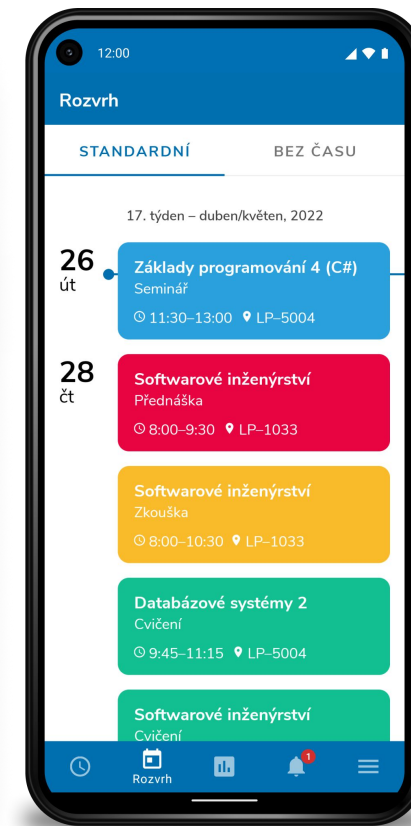 12:00
Rozvrh
STANDARDNÍ BEZ ČASU
17. týden – duben/květen, 2022
26
út
Základy programování 4 (C#)
Seminář
11:30–13:00 LP–5004
28
čt
Softwarové inženýrství
Přednáška
8:00–9:30 LP–1033
Softwarové inženýrství
Zkouška
8:00–10:30 LP–1033
Databázové systémy 2
Cvičení
9:45–11:15 LP–5004
Softwarové inženýrství
Cvičení
1
Rozvrh